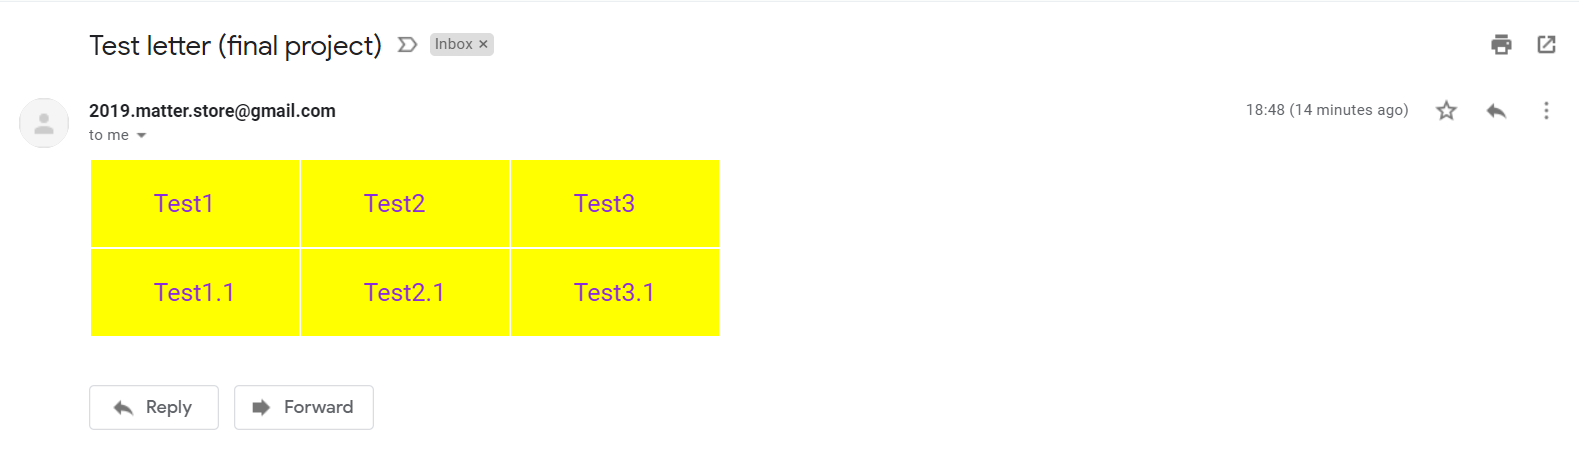 Test letter (final project) Inbox ×
2019.matter.store@gmail.com 18:48 (14 minutes ago)
to me
Test1 Test2 Test3
Test1.1 Test2.1 Test3.1
Reply Forward